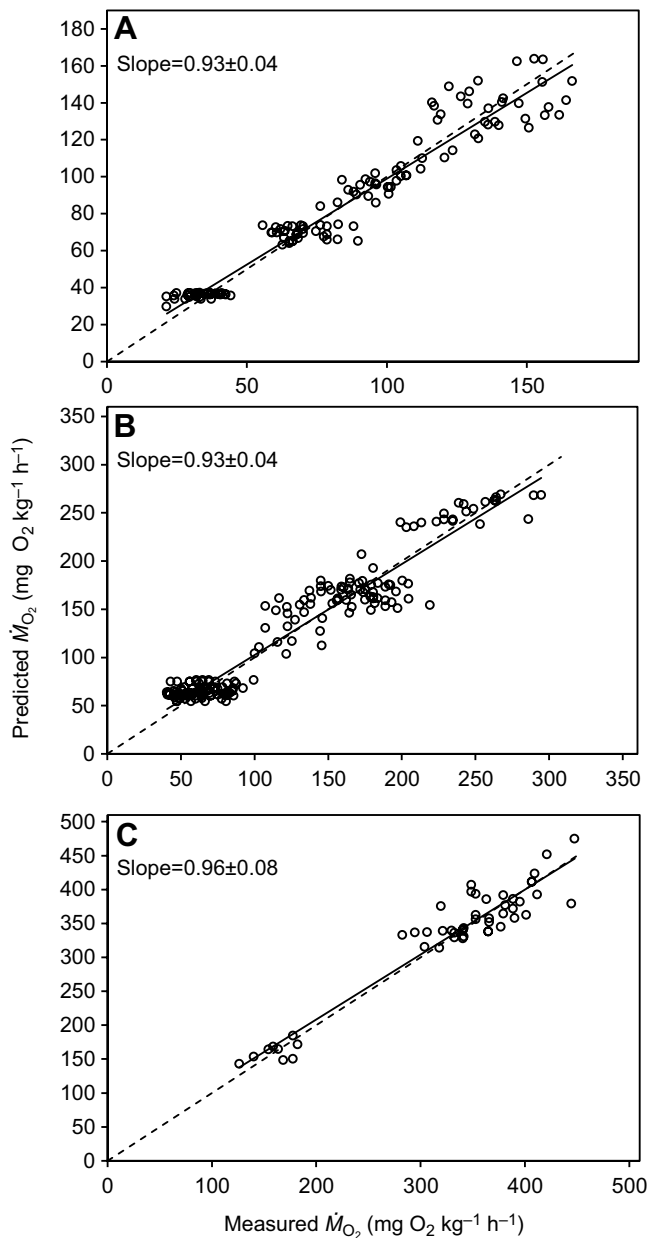 A
Slope=0.93±0.04
180
160
140
120
100
80
60
40
20
0
0 50 100 150
B
Slope=0.93±0.04
350
300
250
200
150
100
50
0
0 50 100 150 200 250 300 350
Predicted ṀO₂ (mg O₂ kg⁻¹ h⁻¹)
C
Slope=0.96±0.08
500
450
400
350
300
250
200
150
100
50
0
0 100 200 300 400 500
Measured ṀO₂ (mg O₂ kg⁻¹ h⁻¹)